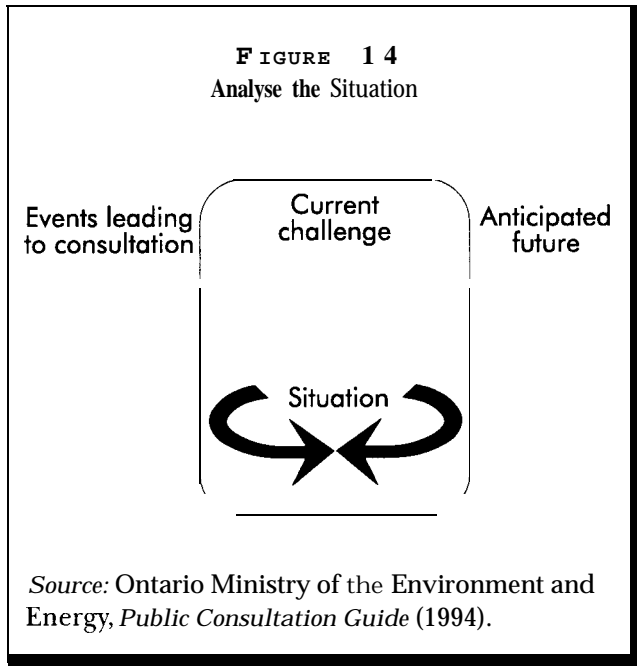 FIGURE 14
Analyse the Situation
Events leading
to consultation
Current
challenge
Anticipated
future
Situation
Source: Ontario Ministry of the Environment and
Energy, Public Consultation Guide (1994).